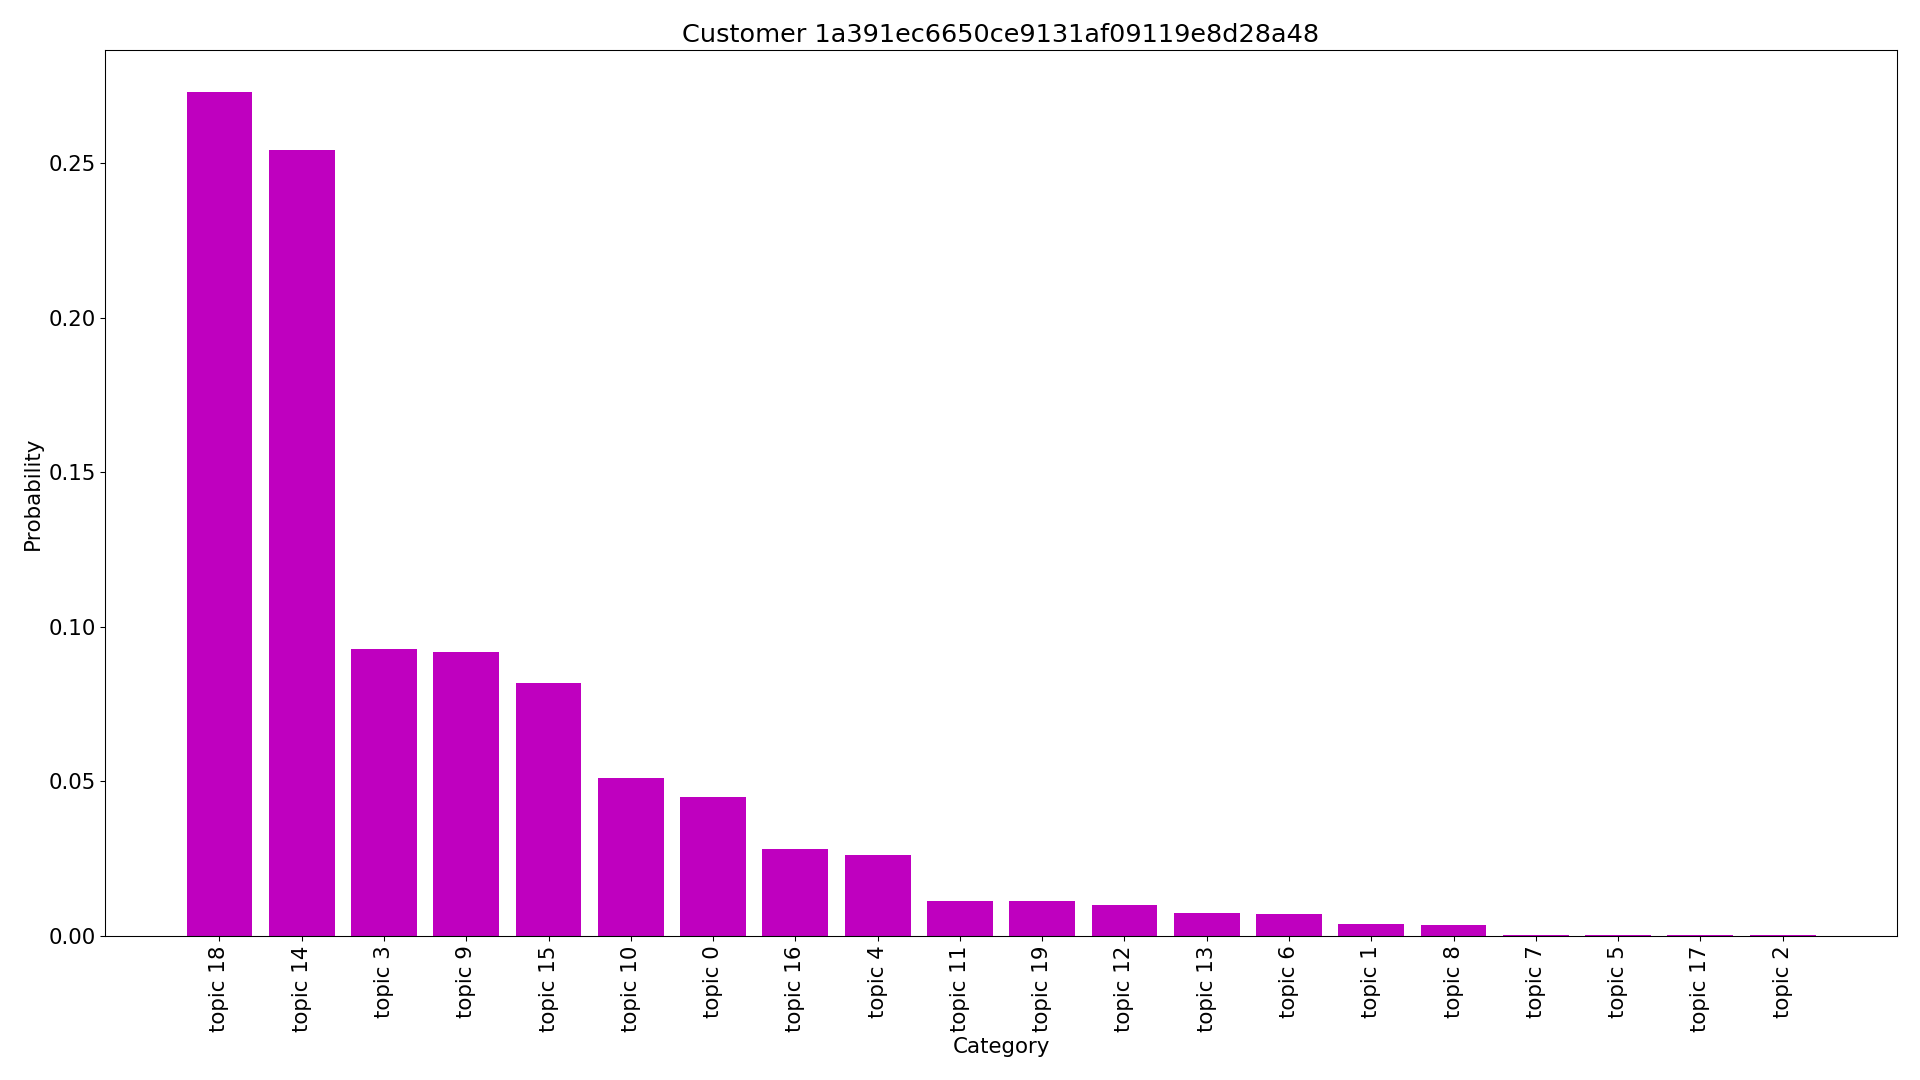 Customer 1a391ec6650ce9131af09119e8d28a48
Probability
0.25
0.20
0.15
0.10
0.05
0.00
topic 18
topic 14
topic 3
topic 9
topic 15
topic 10
topic 0
topic 16
topic 4
topic 11
topic 19
topic 12
topic 13
topic 6
topic 1
topic 8
topic 7
topic 5
topic 17
topic 2
Category